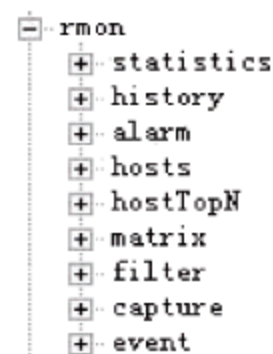 rmon
statistics
history
alarm
hosts
hostTopN
matrix
filter
capture
event